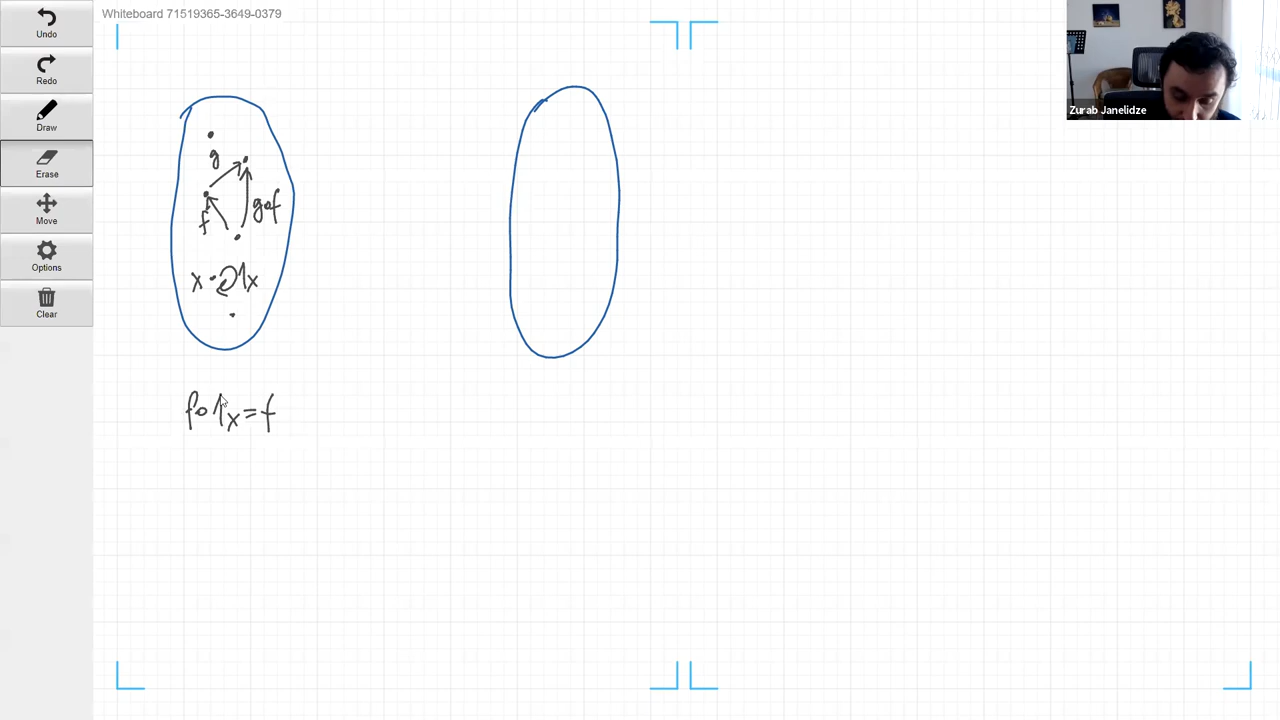 Whiteboard 71519365-3649-0379
Undo
Redo
Draw
Erase
Move
Options
Clear
Zurab Janelidze
g
f g∘f
x 1x
f∘1x=f